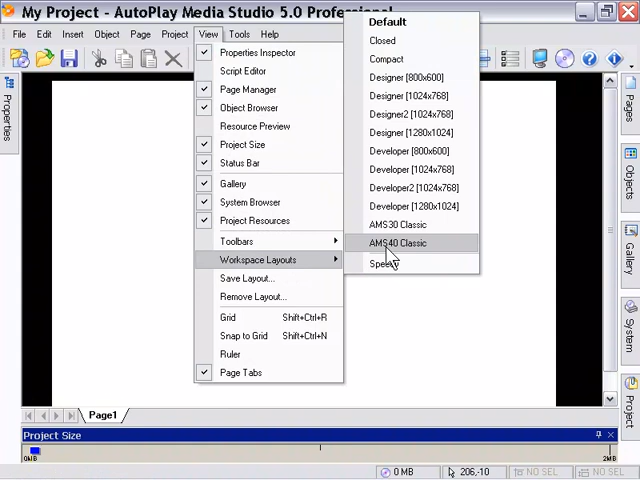 My Project - AutoPlay Media Studio 5.0 Professional
File Edit Insert Object Page Project View Tools Help
Properties Inspector
Script Editor
Page Manager
Object Browser
Resource Preview
Project Size
Status Bar
Gallery
System Browser
Project Resources
Toolbars
Workspace Layouts
Save Layout...
Remove Layout...
Grid Shift+Ctrl+R
Snap to Grid Shift+Ctrl+N
Ruler
Page Tabs
Default
Closed
Compact
Designer [800x600]
Designer [1024x768]
Designer2 [1024x768]
Designer [1280x1024]
Developer [800x600]
Developer [1024x768]
Developer2 [1024x768]
Developer [1280x1024]
AMS30 Classic
AMS40 Classic
Properties
Pages
Objects
Gallery
System
Project
Page1
Project Size
0MB
2MB
0 MB
206,-10
NO SEL
NO SEL